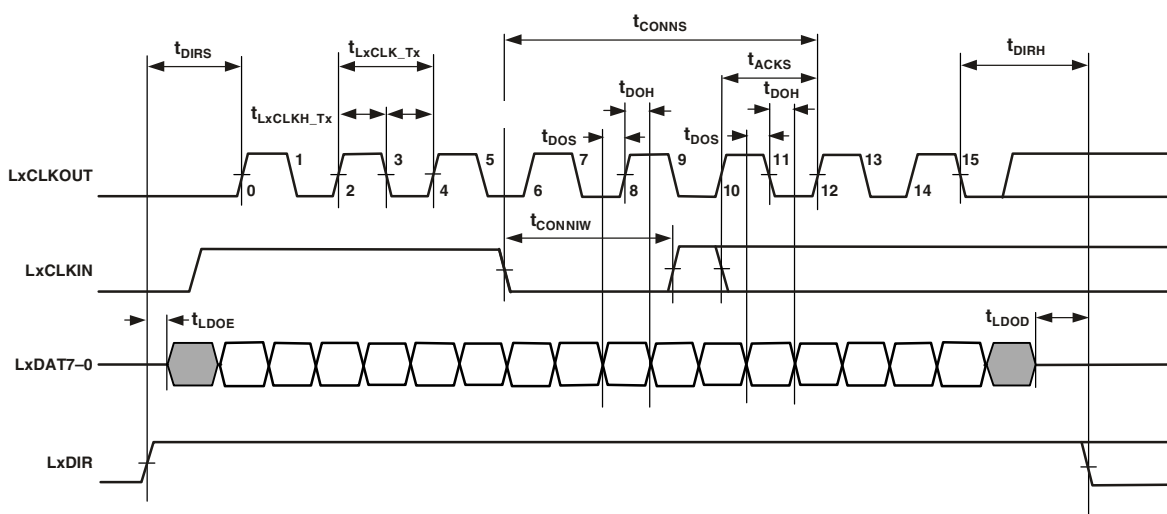 tCONNS
tDIRS
tLxCLK_Tx
tACKS
tDIRH
tLxCLKH_Tx
tDOH
tDOH
tDOS
tDOS
LxCLKOUT
1 3 5 7 9 11 13 15
0 2 4 6 8 10 12 14
tCONNIW
LxCLKIN
tLDOE
tLDOD
LxDAT7–0
LxDIR